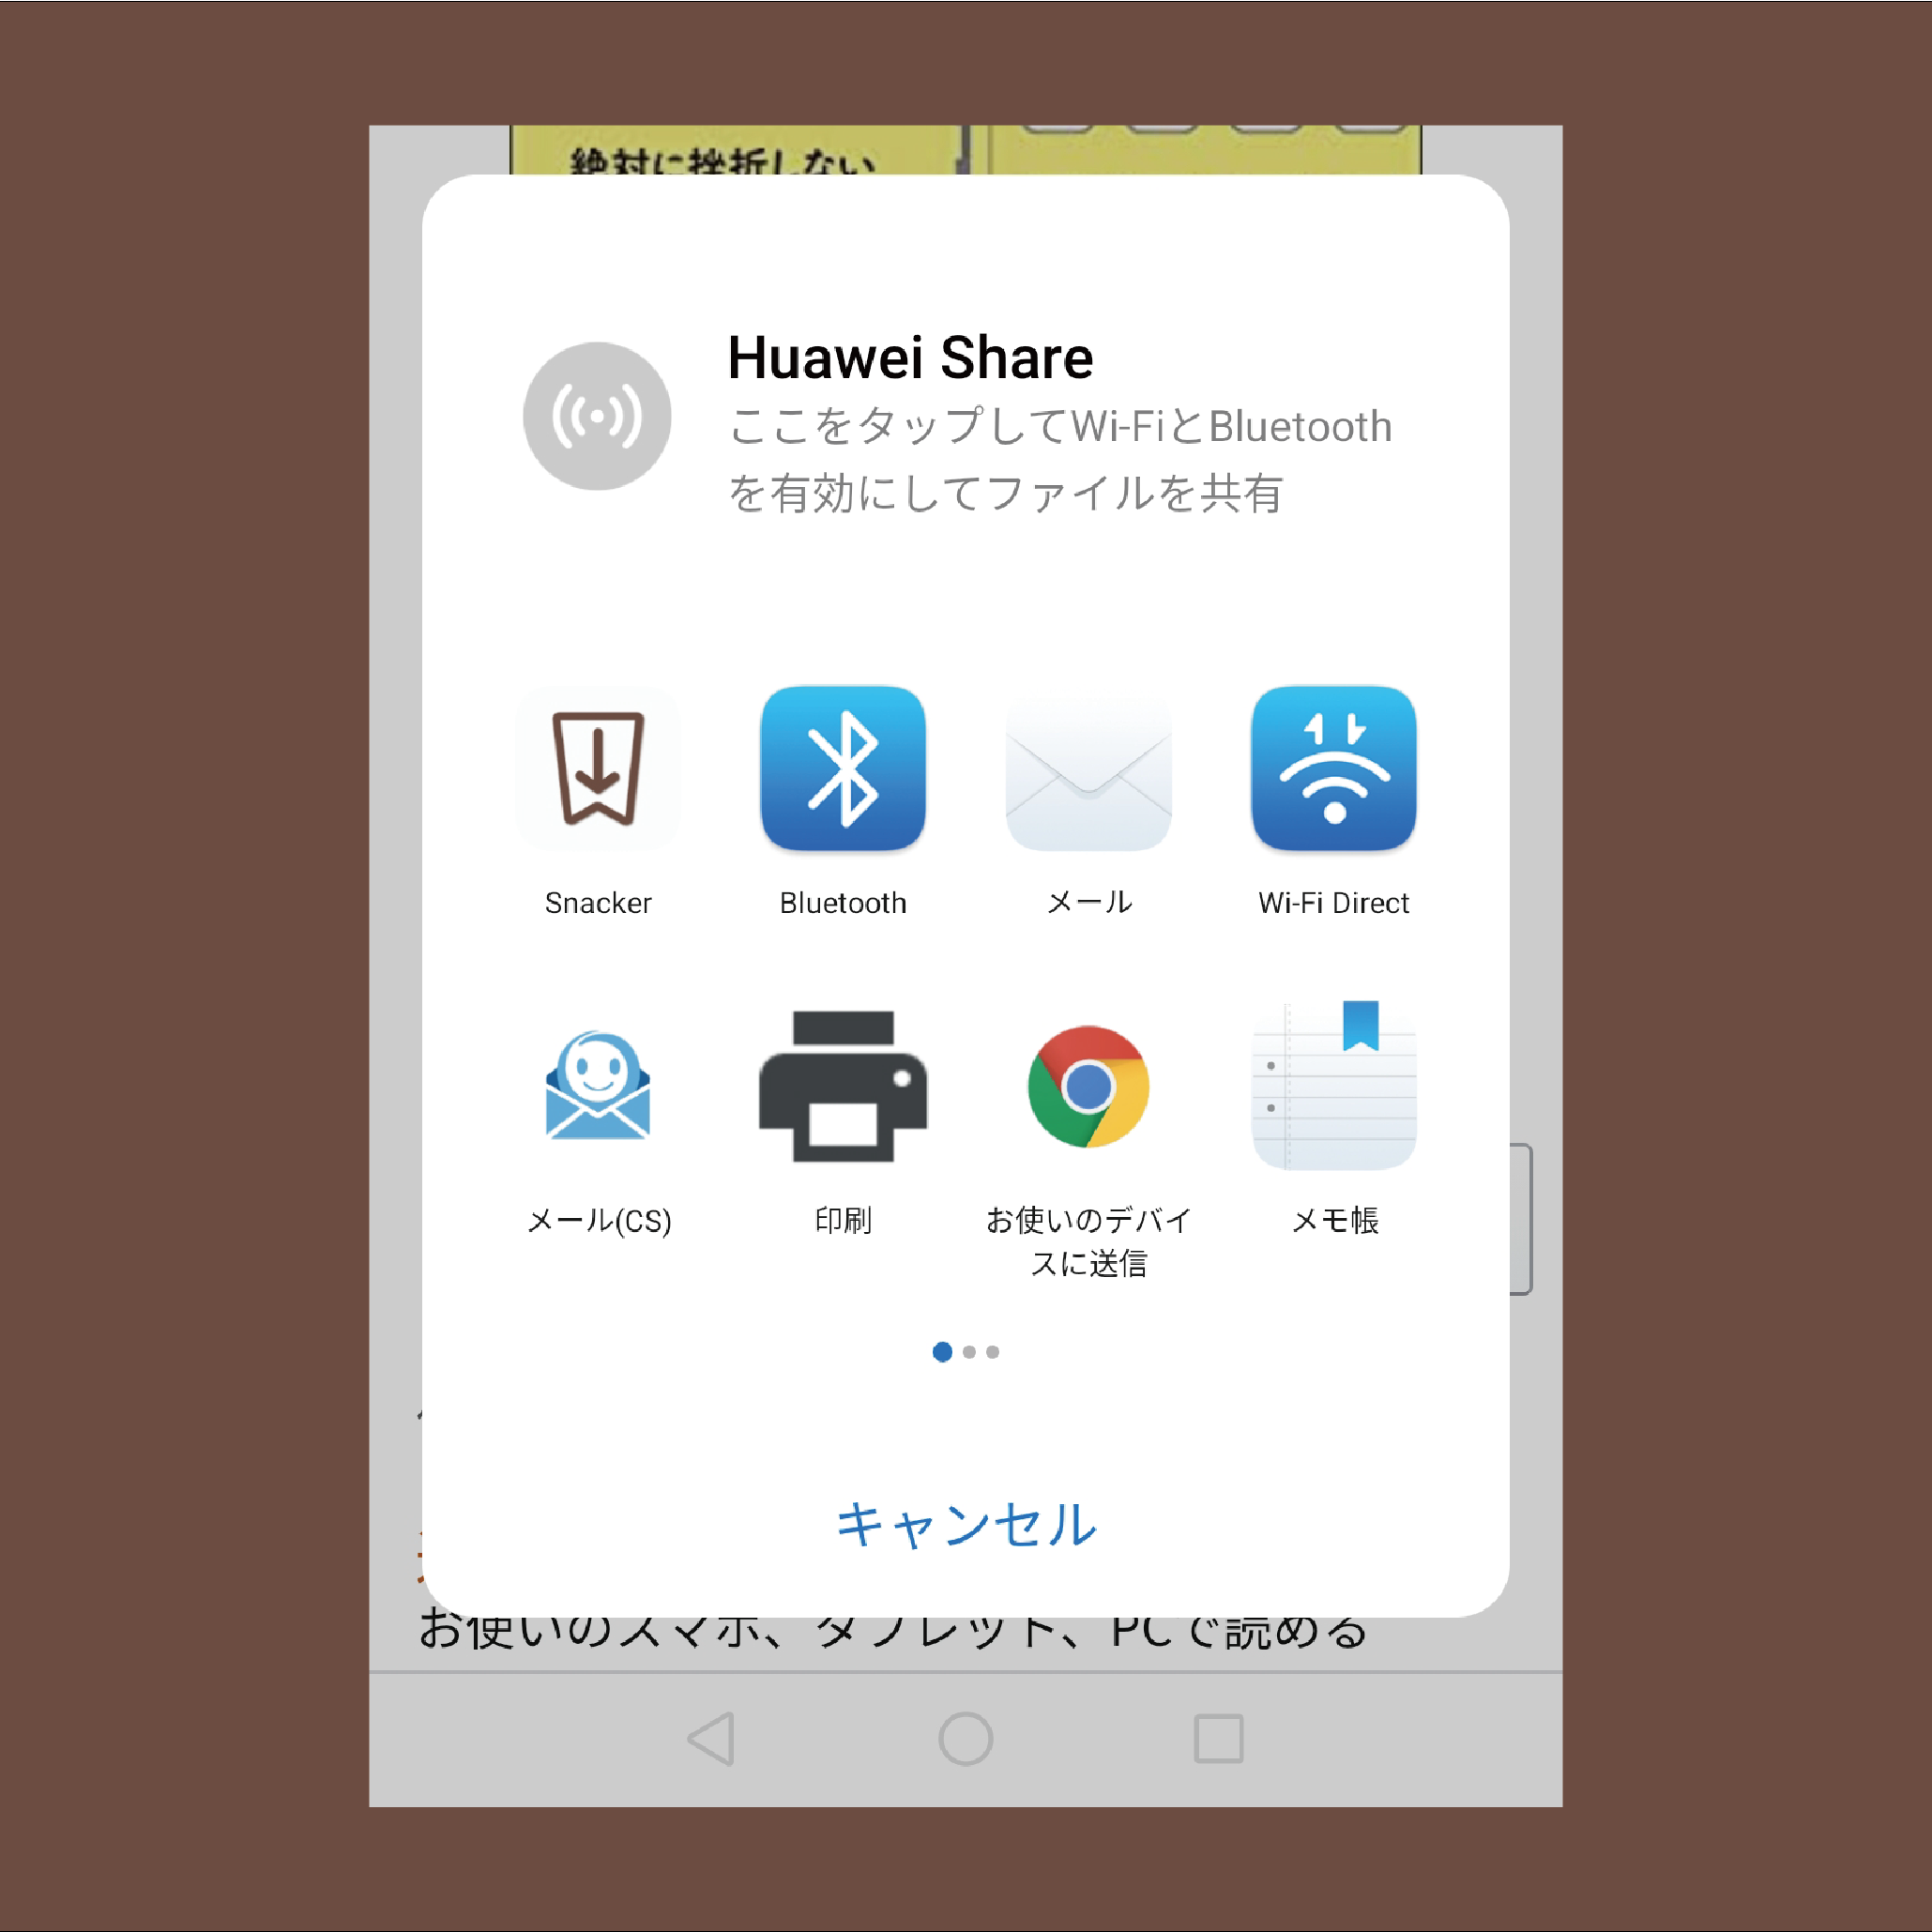 絶対に挫折しない
Huawei Share
ここをタップしてWi-FiとBluetooth
を有効にしてファイルを共有
Snacker
Bluetooth
メール
Wi-Fi Direct
メール(CS)
印刷
お使いのデバイ
スに送信
メモ帳
キャンセル
お使いのスマホ、タブレット、PCで読める